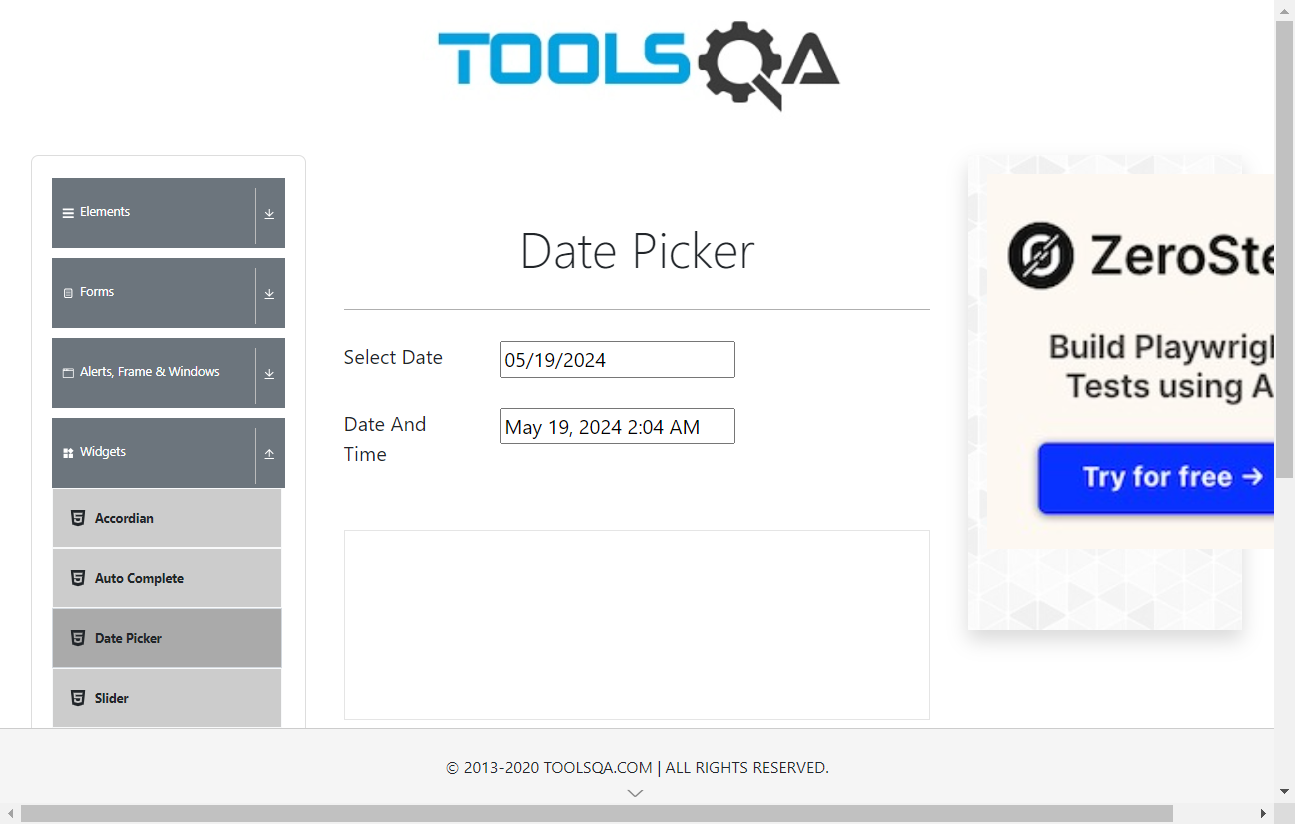 TOOLSQA
Elements
Forms
Alerts, Frame & Windows
Widgets
Accordian
Auto Complete
Date Picker
Slider
Date Picker
Select Date
05/19/2024
Date And
Time
May 19, 2024 2:04 AM
ZeroSte
Build Playwrigh
Tests using A
Try for free →
© 2013-2020 TOOLSQA.COM | ALL RIGHTS RESERVED.